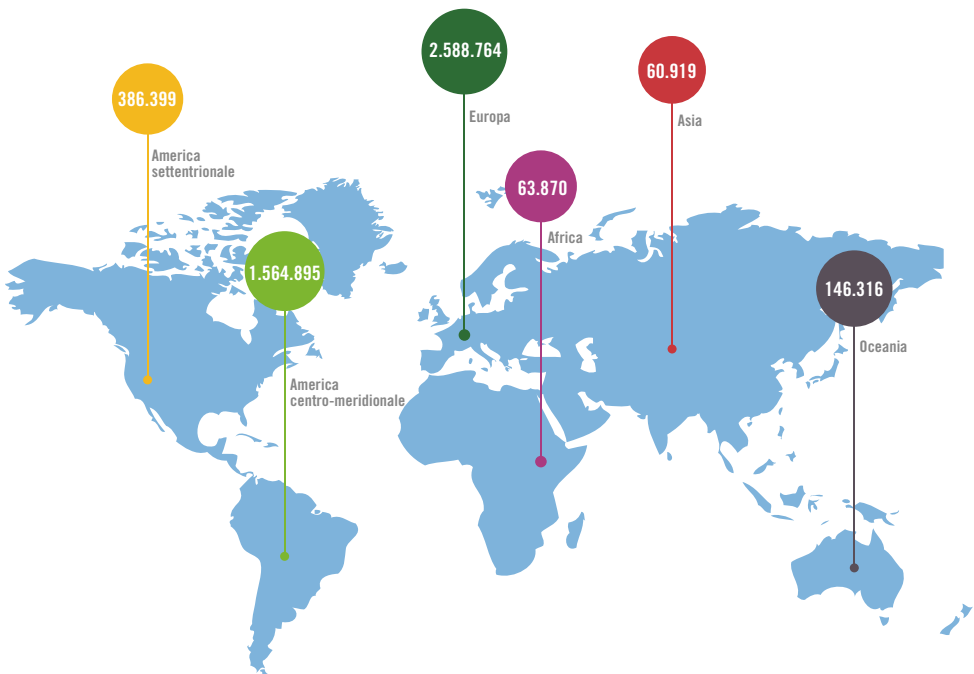 2.588.764
Europa
60.919
Asia
386.399
America
settentrionale
63.870
Africa
1.564.895
America
centro-meridionale
146.316
Oceania